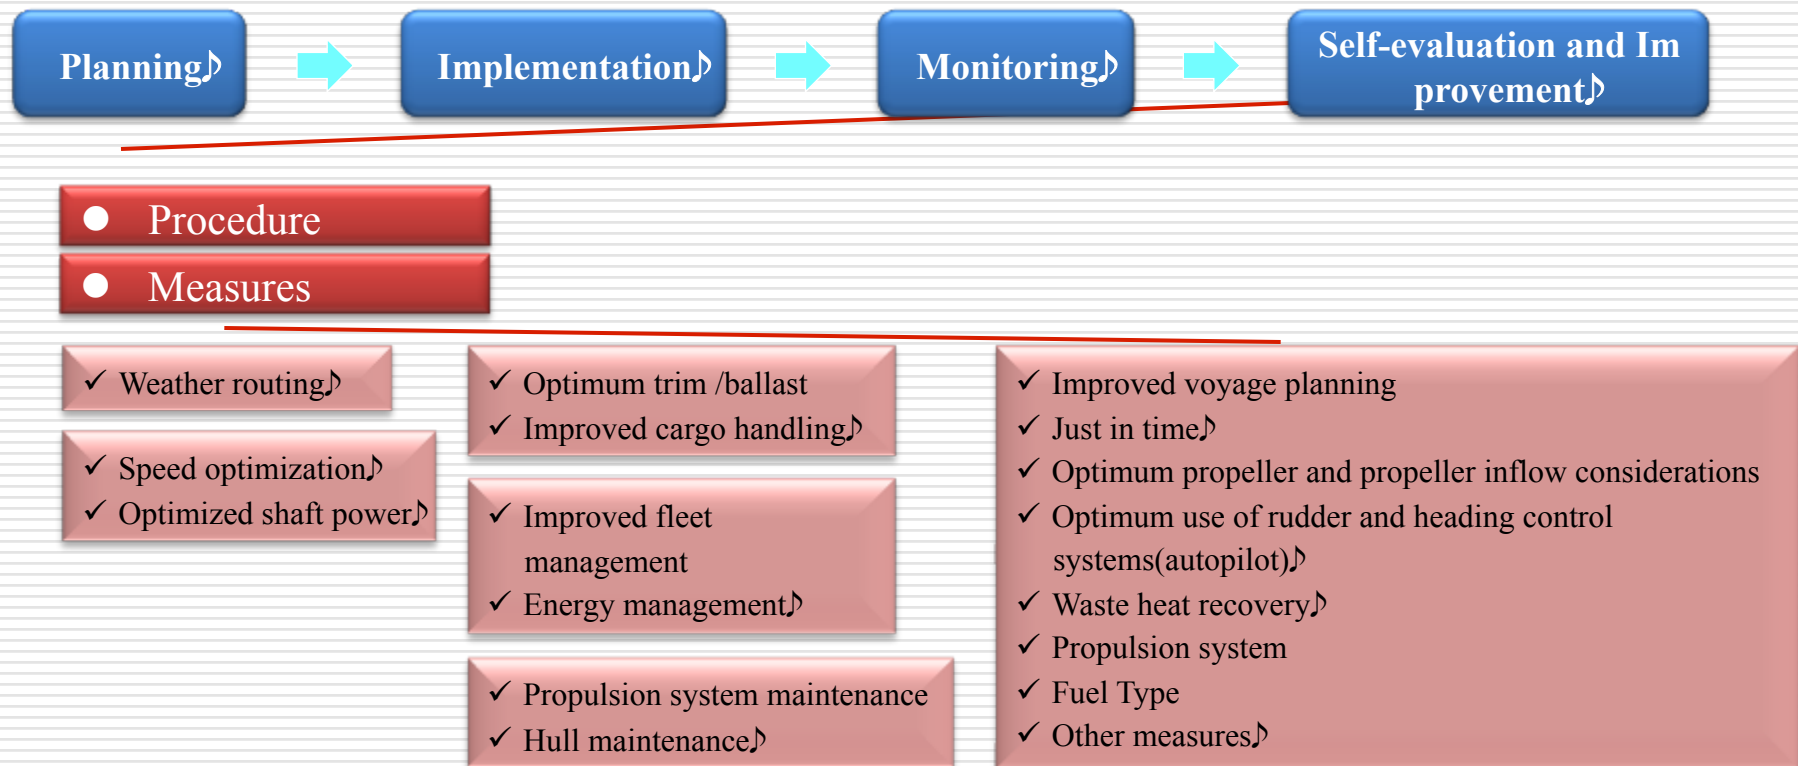 Planning♪
Implementation♪
Monitoring♪
Self-evaluation and Im
provement♪
● Procedure
● Measures
✓ Weather routing♪
✓ Speed optimization♪
✓ Optimized shaft power♪
✓ Optimum trim /ballast
✓ Improved cargo handling♪
✓ Improved fleet
management
✓ Energy management♪
✓ Propulsion system maintenance
✓ Hull maintenance♪
✓ Improved voyage planning
✓ Just in time♪
✓ Optimum propeller and propeller inflow considerations
✓ Optimum use of rudder and heading control
systems(autopilot)♪
✓ Waste heat recovery♪
✓ Propulsion system
✓ Fuel Type
✓ Other measures♪